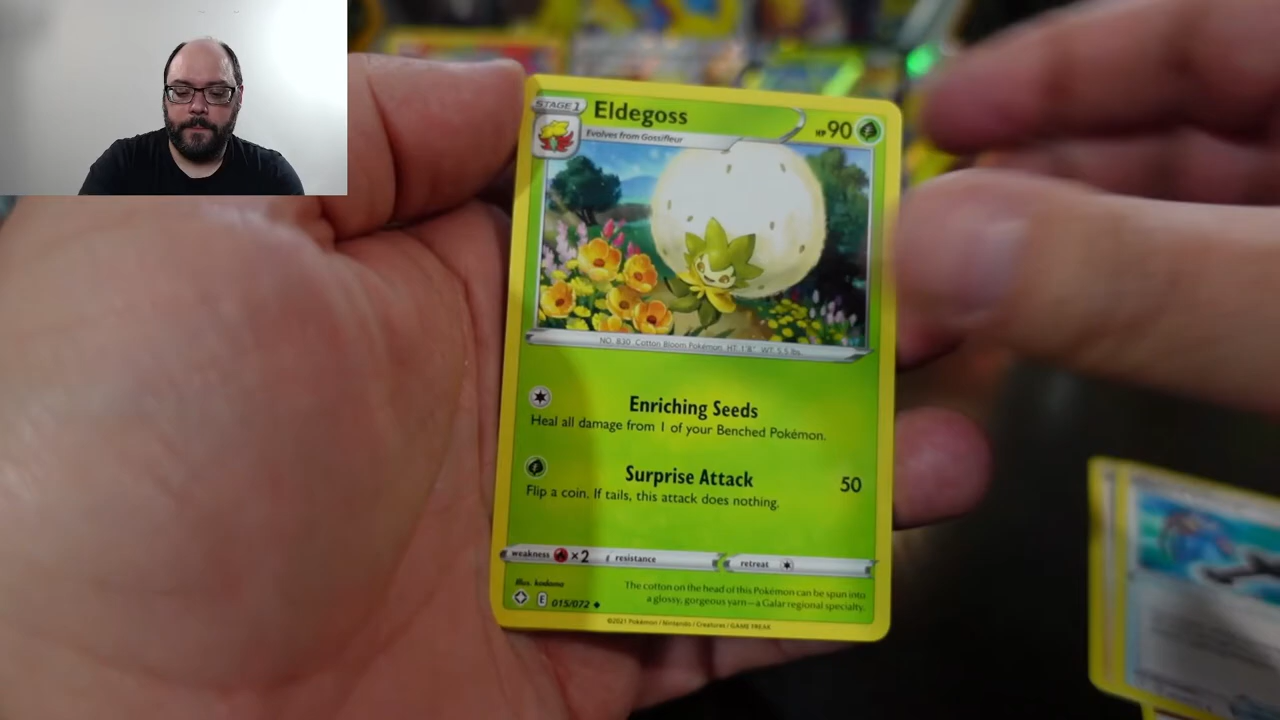 STAGE 1
Eldegoss
HP 90
Evolves from Gossifleur
NO. 830 Cotton Bloom Pokémon HT: 1'8" WT: 5.5 lbs.
Enriching Seeds
Heal all damage from 1 of your Benched Pokémon.
Surprise Attack 50
Flip a coin. If tails, this attack does nothing.
weakness ×2 resistance retreat
Illus. kodama
The cotton on the head of this Pokémon can be spun into
a glossy, gorgeous yarn—a Galar regional specialty.
E 015/072
©2021 Pokémon / Nintendo / Creatures / GAME FREAK